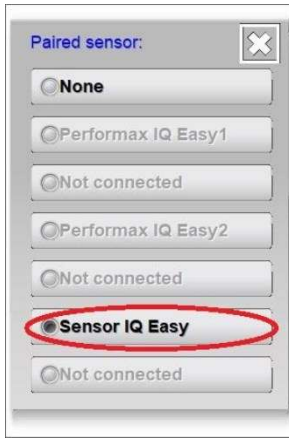 Paired sensor:
None
Performax IQ Easy1
Not connected
Performax IQ Easy2
Not connected
Sensor IQ Easy
Not connected